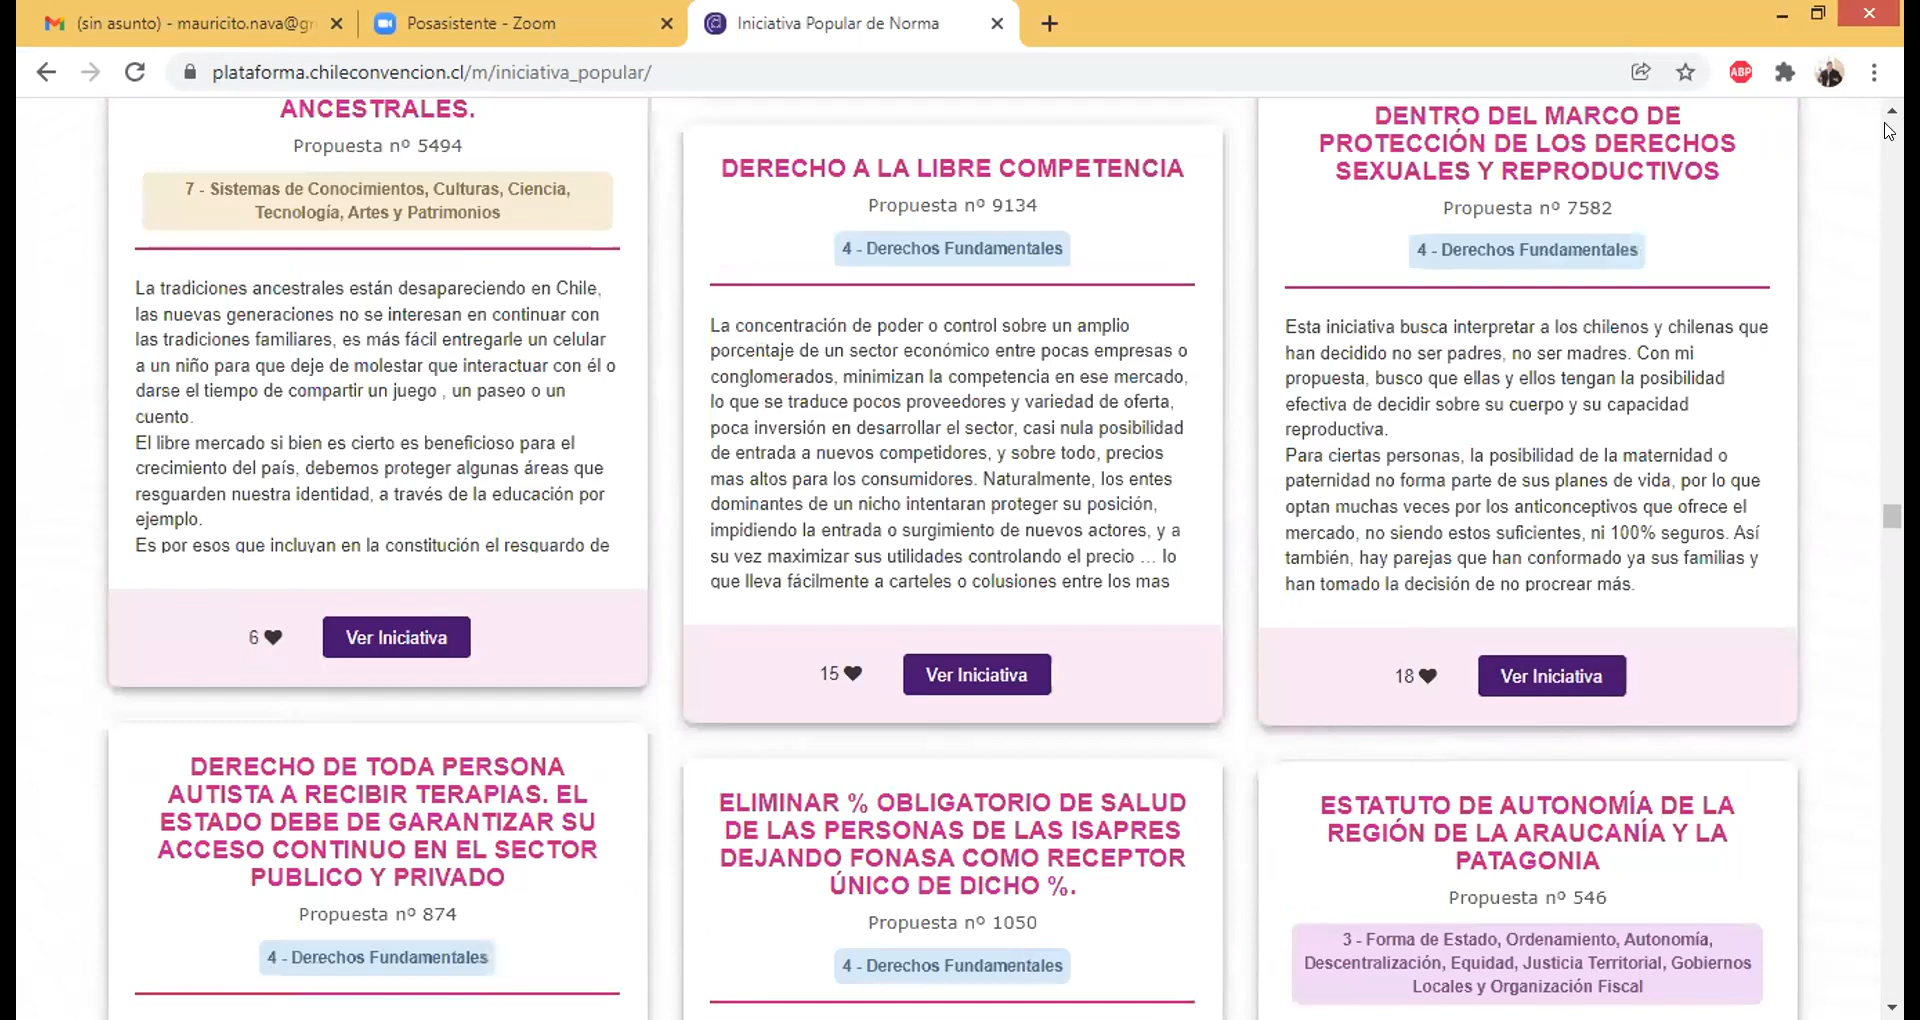 (sin asunto) - mauricito.nava@gm
Posasistente - Zoom
Iniciativa Popular de Norma
plataforma.chileconvencion.cl/m/iniciativa_popular/
ABP
ANCESTRALES.
Propuesta nº 5494
7 - Sistemas de Conocimientos, Culturas, Ciencia,
Tecnología, Artes y Patrimonios
La tradiciones ancestrales están desapareciendo en Chile,
las nuevas generaciones no se interesan en continuar con
las tradiciones familiares, es más fácil entregarle un celular
a un niño para que deje de molestar que interactuar con él o
darse el tiempo de compartir un juego , un paseo o un
cuento.
El libre mercado si bien es cierto es beneficioso para el
crecimiento del país, debemos proteger algunas áreas que
resguarden nuestra identidad, a través de la educación por
ejemplo.
Es por esos que incluyan en la constitución el resguardo de
6
Ver Iniciativa
DERECHO A LA LIBRE COMPETENCIA
Propuesta nº 9134
4 - Derechos Fundamentales
La concentración de poder o control sobre un amplio
porcentaje de un sector económico entre pocas empresas o
conglomerados, minimizan la competencia en ese mercado,
lo que se traduce pocos proveedores y variedad de oferta,
poca inversión en desarrollar el sector, casi nula posibilidad
de entrada a nuevos competidores, y sobre todo, precios
mas altos para los consumidores. Naturalmente, los entes
dominantes de un nicho intentaran proteger su posición,
impidiendo la entrada o surgimiento de nuevos actores, y a
su vez maximizar sus utilidades controlando el precio ... lo
que lleva fácilmente a carteles o colusiones entre los mas
15
Ver Iniciativa
DENTRO DEL MARCO DE
PROTECCIÓN DE LOS DERECHOS
SEXUALES Y REPRODUCTIVOS
Propuesta nº 7582
4 - Derechos Fundamentales
Esta iniciativa busca interpretar a los chilenos y chilenas que
han decidido no ser padres, no ser madres. Con mi
propuesta, busco que ellas y ellos tengan la posibilidad
efectiva de decidir sobre su cuerpo y su capacidad
reproductiva.
Para ciertas personas, la posibilidad de la maternidad o
paternidad no forma parte de sus planes de vida, por lo que
optan muchas veces por los anticonceptivos que ofrece el
mercado, no siendo estos suficientes, ni 100% seguros. Así
también, hay parejas que han conformado ya sus familias y
han tomado la decisión de no procrear más.
18
Ver Iniciativa
DERECHO DE TODA PERSONA
AUTISTA A RECIBIR TERAPIAS. EL
ESTADO DEBE DE GARANTIZAR SU
ACCESO CONTINUO EN EL SECTOR
PUBLICO Y PRIVADO
Propuesta nº 874
4 - Derechos Fundamentales
ELIMINAR % OBLIGATORIO DE SALUD
DE LAS PERSONAS DE LAS ISAPRES
DEJANDO FONASA COMO RECEPTOR
ÚNICO DE DICHO %.
Propuesta nº 1050
4 - Derechos Fundamentales
ESTATUTO DE AUTONOMÍA DE LA
REGIÓN DE LA ARAUCANÍA Y LA
PATAGONIA
Propuesta nº 546
3 - Forma de Estado, Ordenamiento, Autonomía,
Descentralización, Equidad, Justicia Territorial, Gobiernos
Locales y Organización Fiscal